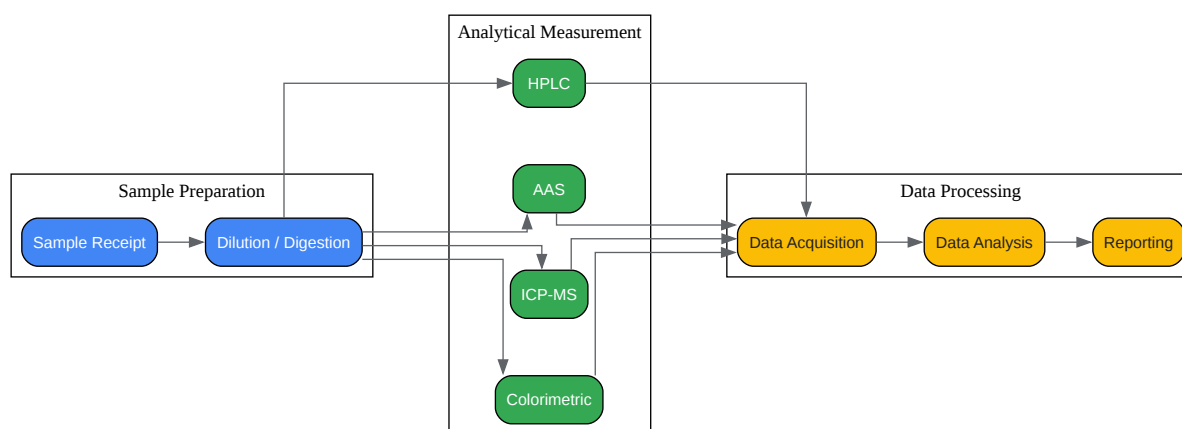 Analytical Measurement
HPLC
AAS
ICP-MS
Colorimetric
Sample Preparation
Sample Receipt
Dilution / Digestion
Data Processing
Data Acquisition
Data Analysis
Reporting